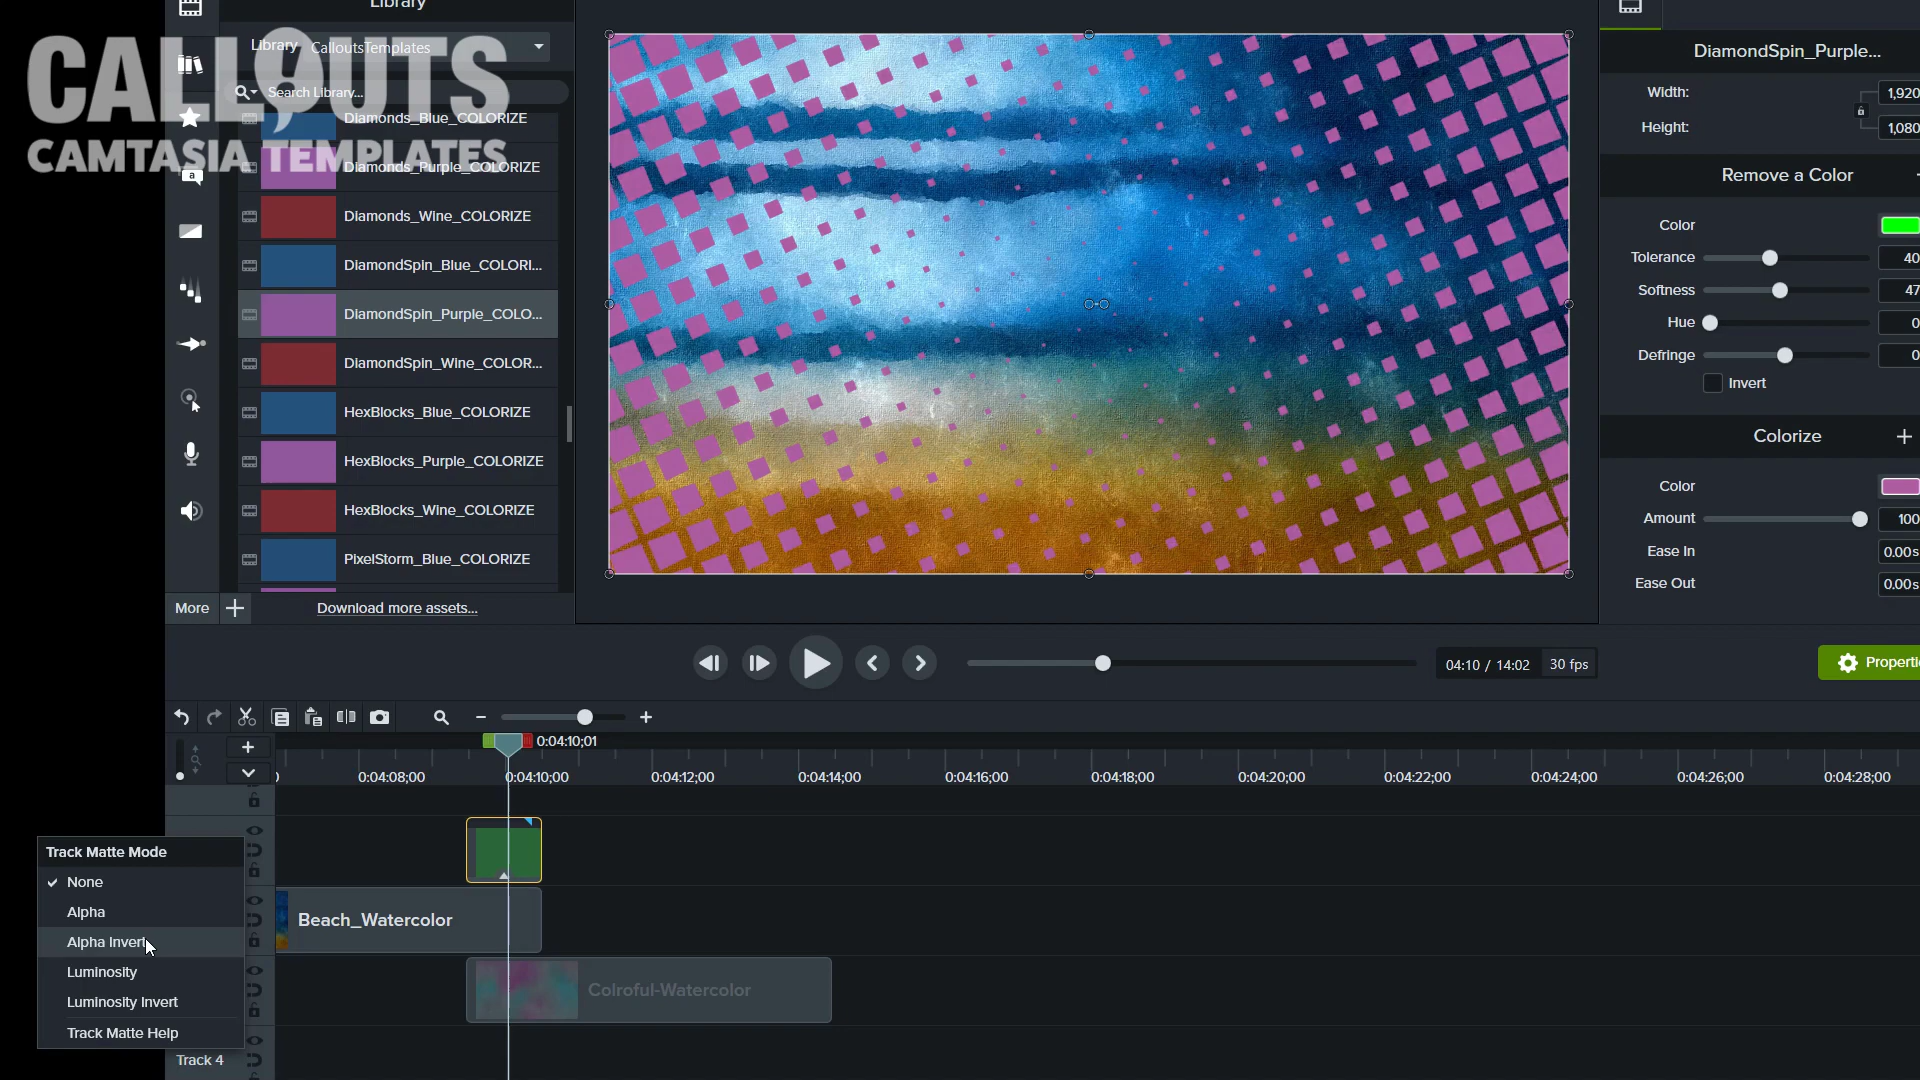 Library
CALLOUTS
CAMTASIA TEMPLATES
Library
CalloutsTemplates
Search Library...
Diamonds_Blue_COLORIZE
Diamonds_Purple_COLORIZE
Diamonds_Wine_COLORIZE
DiamondSpin_Blue_COLORI...
DiamondSpin_Purple_COLO...
DiamondSpin_Wine_COLOR...
HexBlocks_Blue_COLORIZE
HexBlocks_Purple_COLORIZE
HexBlocks_Wine_COLORIZE
PixelStorm_Blue_COLORIZE
a
More
Download more assets...
DiamondSpin_Purple...
Width:
1,920
Height:
1,080
Remove a Color
Color
Tolerance
40
Softness
47
Hue
0
Defringe
0
Invert
Colorize
Color
Amount
100
Ease In
0.00s
Ease Out
0.00s
04:10 / 14:02
30 fps
Properti
0:04:10;01
0:04:08;00
0:04:10;00
0:04:12;00
0:04:14;00
0:04:16;00
0:04:18;00
0:04:20;00
0:04:22;00
0:04:24;00
0:04:26;00
0:04:28;00
Track Matte Mode
None
Alpha
Alpha Invert
Luminosity
Luminosity Invert
Track Matte Help
Beach_Watercolor
Colroful-Watercolor
Track 4